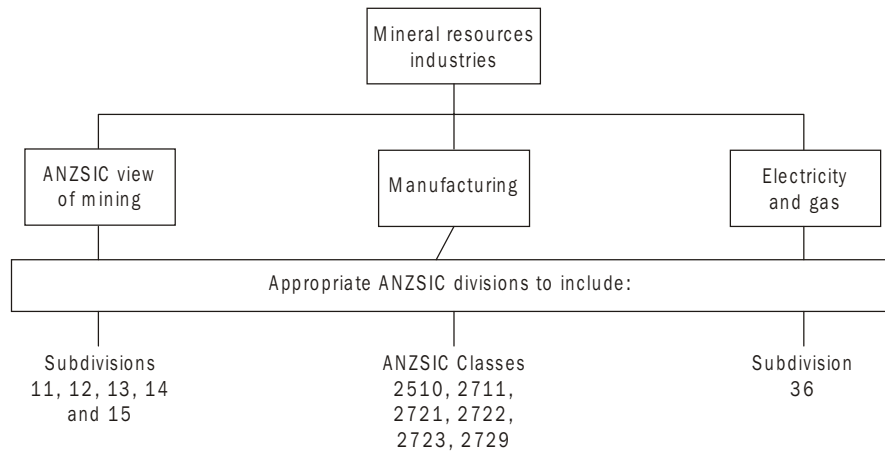 Mineral resources
industries
ANZSIC view
of mining
Manufacturing
Electricity
and gas
Appropriate ANZSIC divisions to include:
Subdivisions
11, 12, 13, 14
and 15
ANZSIC Classes
2510, 2711,
2721, 2722,
2723, 2729
Subdivision
36